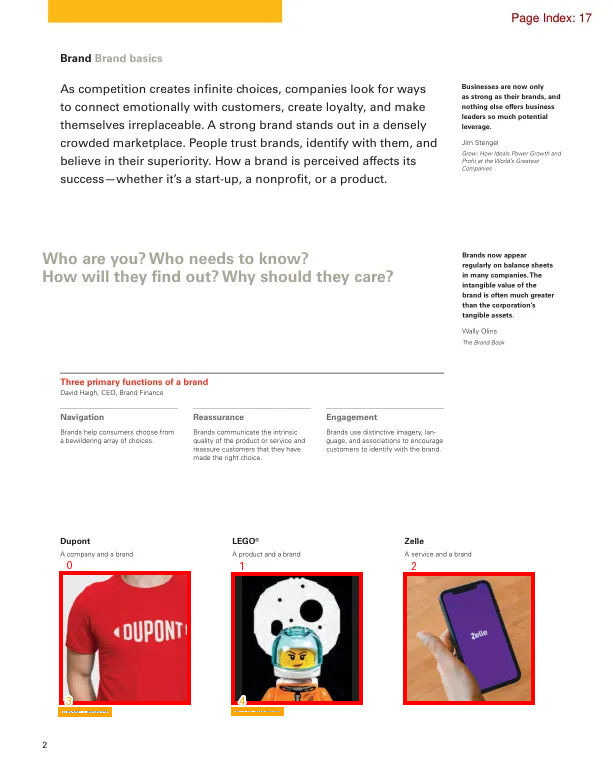 Page Index: 17
Brand Brand basics
As competition creates infinite choices, companies look for ways
to connect emotionally with customers, create loyalty, and make
themselves irreplaceable. A strong brand stands out in a densely
crowded marketplace. People trust brands, identify with them, and
believe in their superiority. How a brand is perceived affects its
success—whether it's a start-up, a nonprofit, or a product.
Businesses are now only
as strong as their brands, and
nothing else offers business
leaders so much potential
leverage.
Jim Stengel
Grow: How Ideals Power Growth and
Profit at the World's Greatest
Companies
Who are you? Who needs to know?
How will they find out? Why should they care?
Brands now appear
regularly on balance sheets
in many companies. The
intangible value of the
brand is often much greater
than the corporation's
tangible assets.
Wally Olins
The Brand Book
Three primary functions of a brand
David Haigh, CEO, Brand Finance
Navigation
Brands help consumers choose from
a bewildering array of choices.
Reassurance
Brands communicate the intrinsic
quality of the product or service and
reassure customers that they have
made the right choice.
Engagement
Brands use distinctive imagery, lan-
guage, and associations to encourage
customers to identify with the brand.
Dupont
A company and a brand
0
DUPONT
3
LEGO®
A product and a brand
1
4
Zelle
A service and a brand
2
Zelle
2